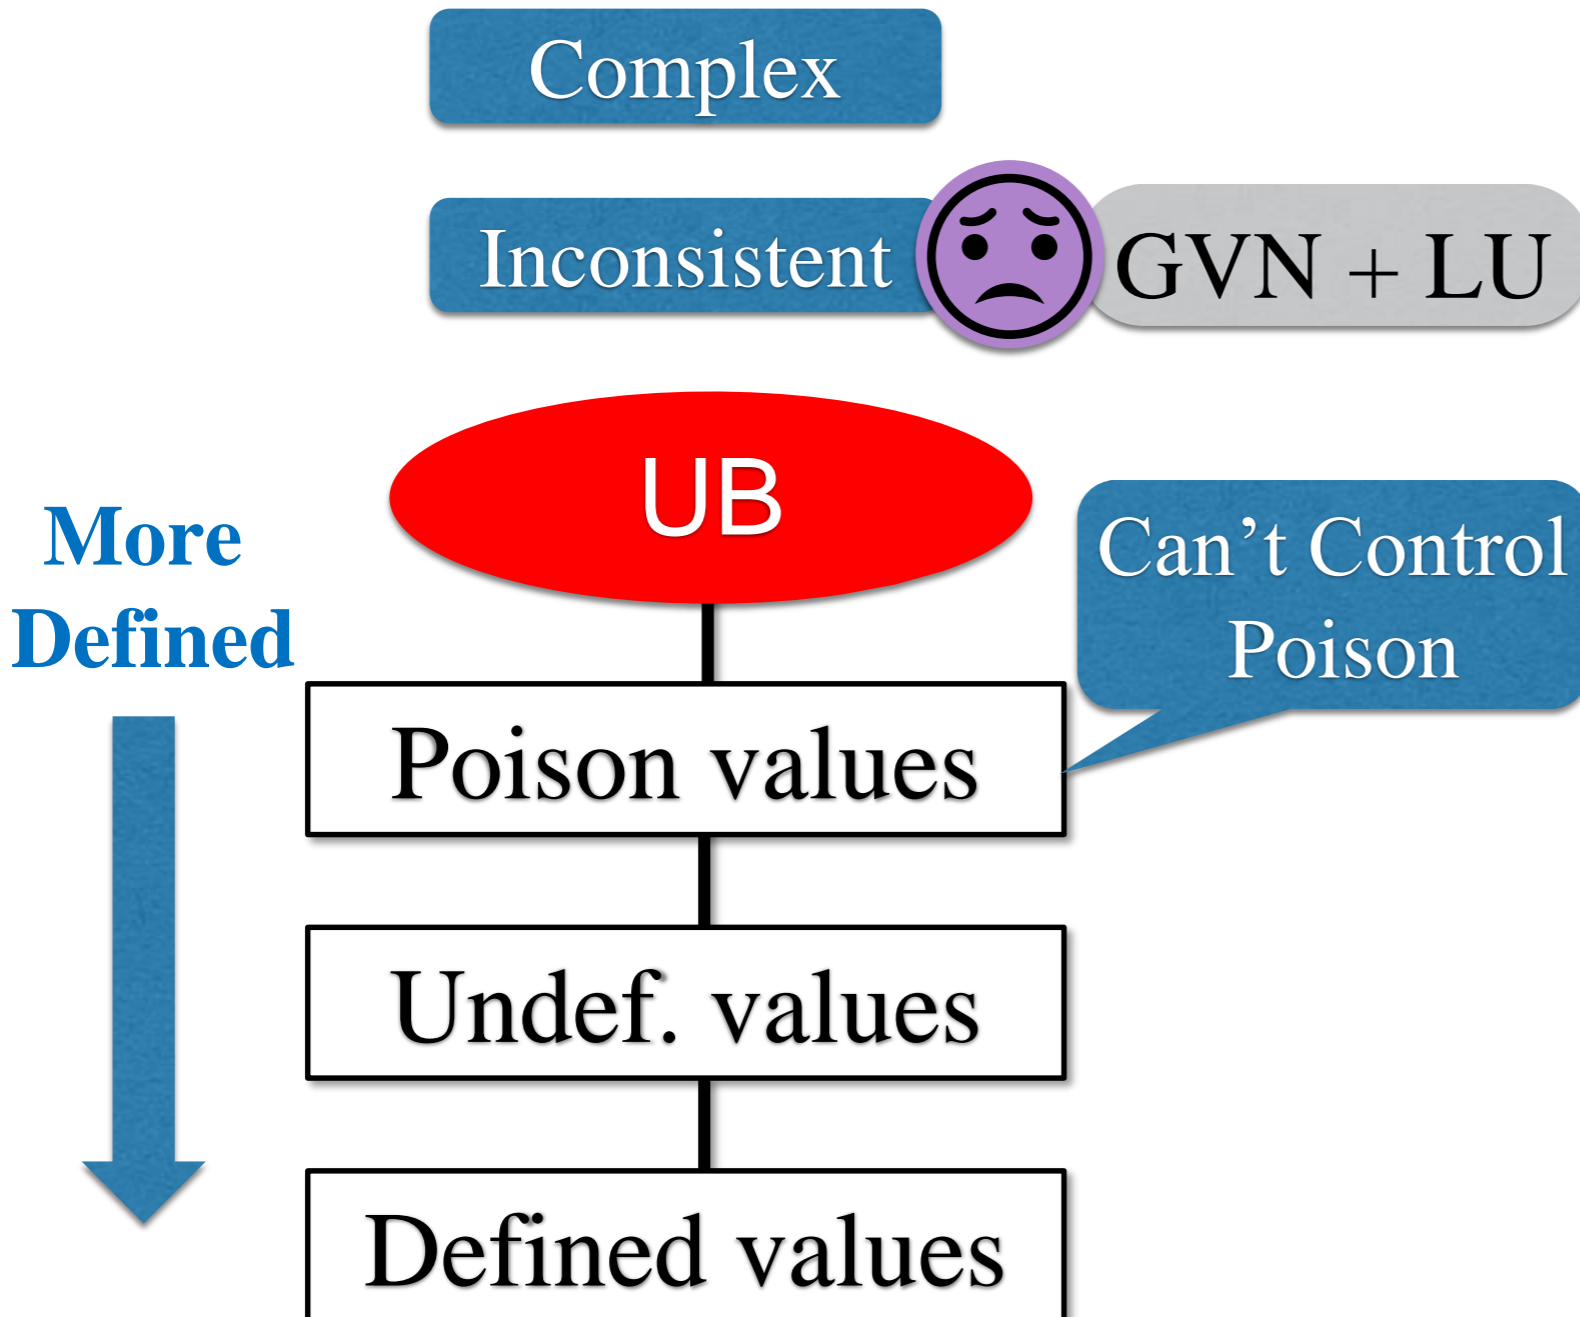 Complex
Inconsistent
GVN + LU
UB
More
Defined
Can’t Control
Poison
Poison values
Undef. values
Defined values